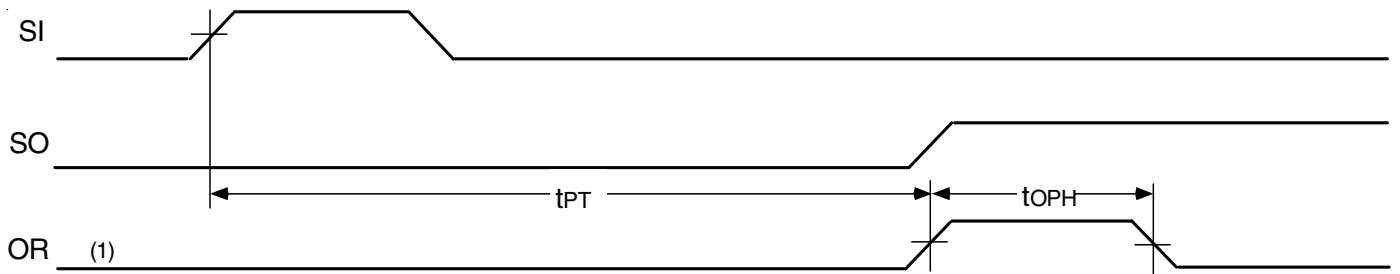 SI
SO
tPT
tOPH
OR (1)